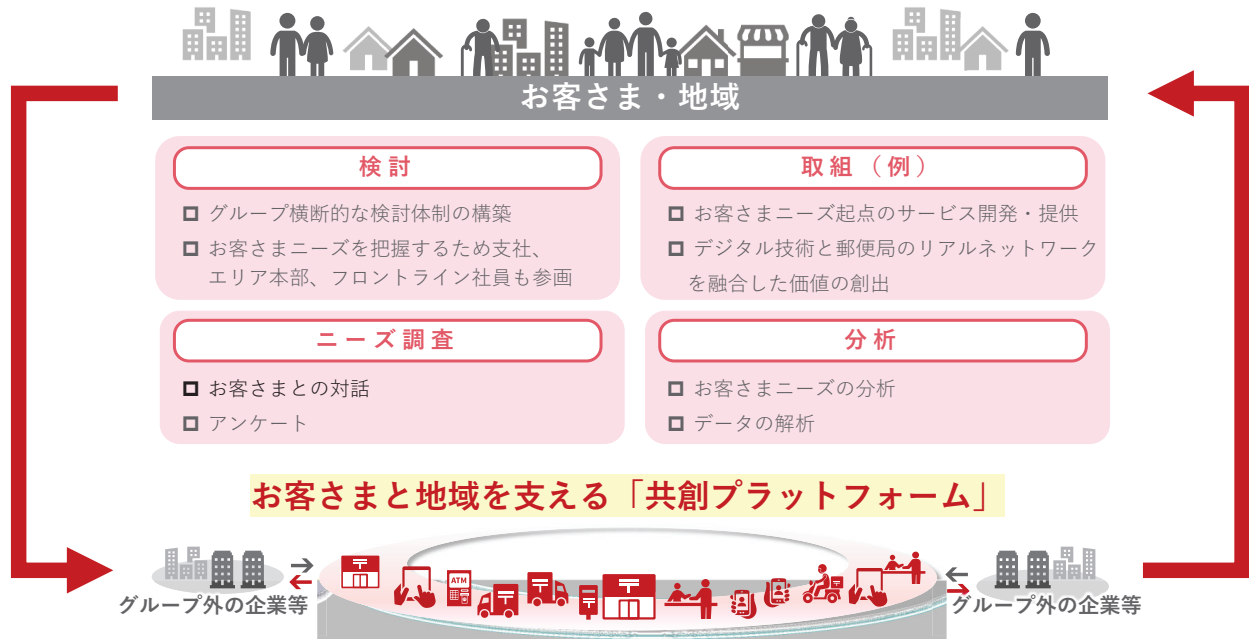 お客さま・地域
検討
グループ横断的な検討体制の構築
お客さまニーズを把握するため支社、
エリア本部、フロントライン社員も参画
取組（例）
お客さまニーズ起点のサービス開発・提供
デジタル技術と郵便局のリアルネットワーク
を融合した価値の創出
ニーズ調査
お客さまとの対話
アンケート
分析
お客さまニーズの分析
データの解析
お客さまと地域を支える「共創プラットフォーム」
ATM
グループ外の企業等
グループ外の企業等